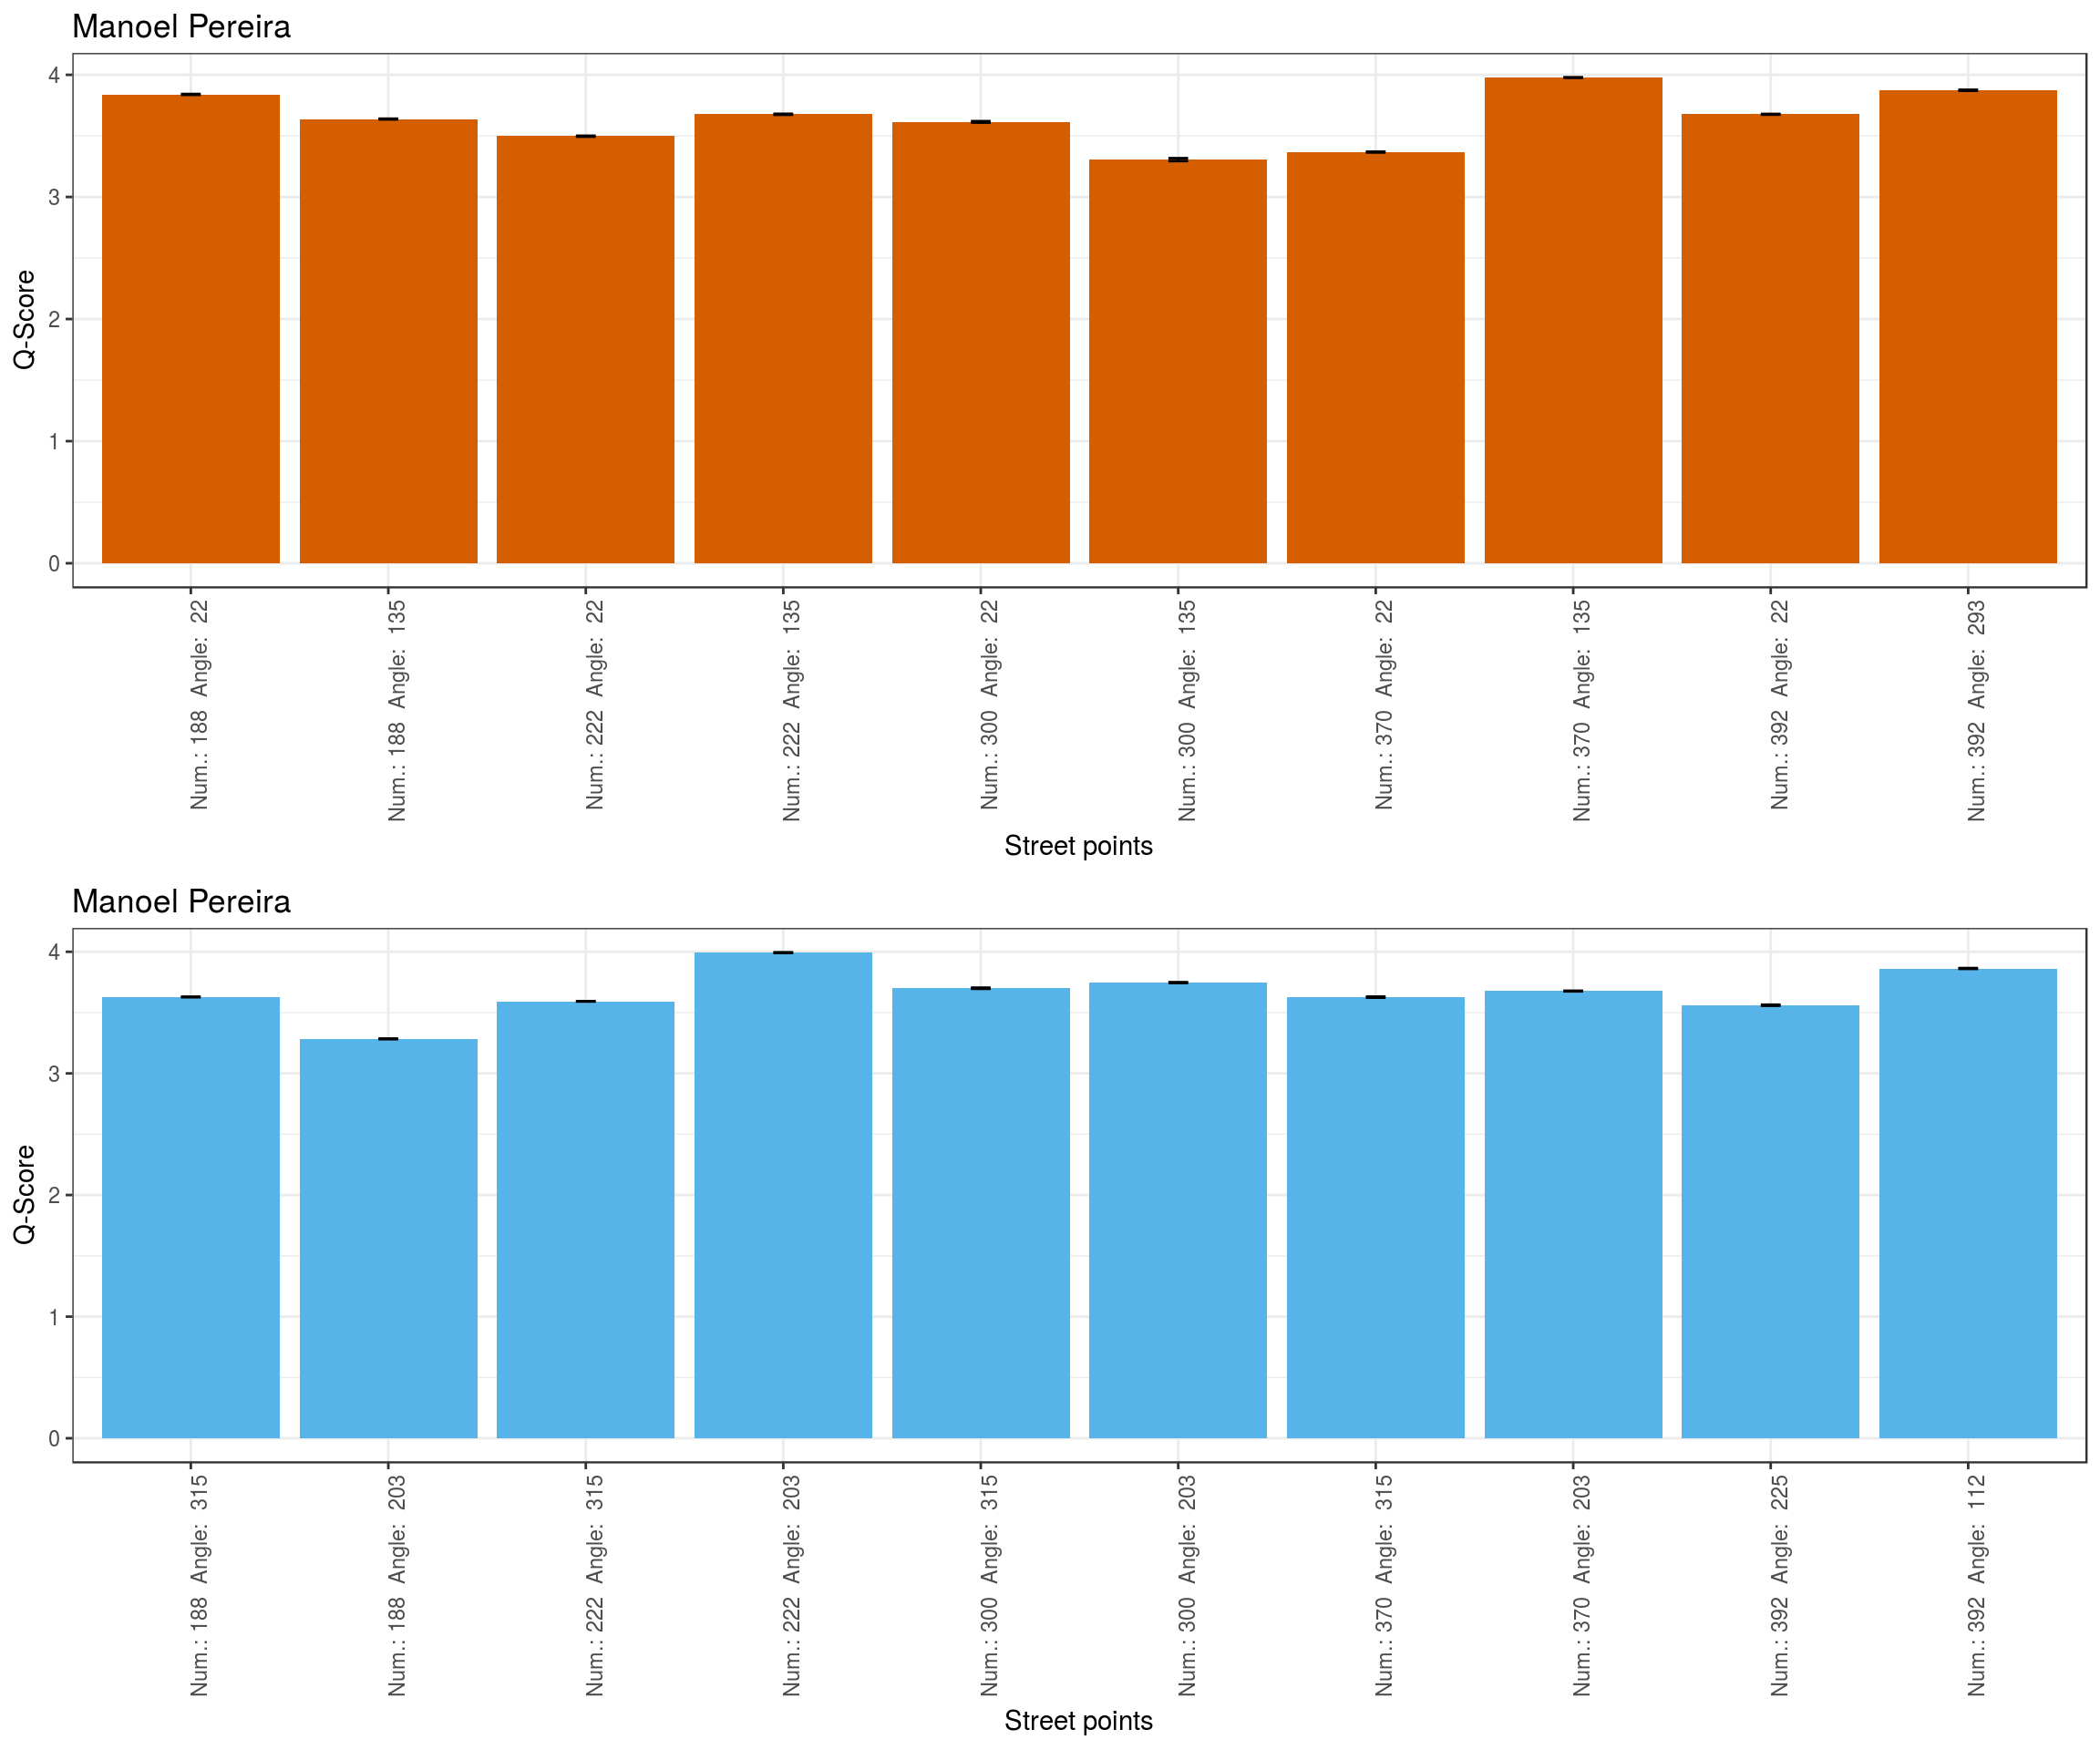 Manoel Pereira
Q-Score
4
3
2
1
0
Num.: 188 Angle: 22
Num.: 188 Angle: 135
Num.: 222 Angle: 22
Num.: 222 Angle: 135
Num.: 300 Angle: 22
Num.: 300 Angle: 135
Num.: 370 Angle: 22
Num.: 370 Angle: 135
Num.: 392 Angle: 22
Num.: 392 Angle: 293
Street points
Manoel Pereira
Q-Score
4
3
2
1
0
Num.: 188 Angle: 315
Num.: 188 Angle: 203
Num.: 222 Angle: 315
Num.: 222 Angle: 203
Num.: 300 Angle: 315
Num.: 300 Angle: 203
Num.: 370 Angle: 315
Num.: 370 Angle: 203
Num.: 392 Angle: 225
Num.: 392 Angle: 112
Street points